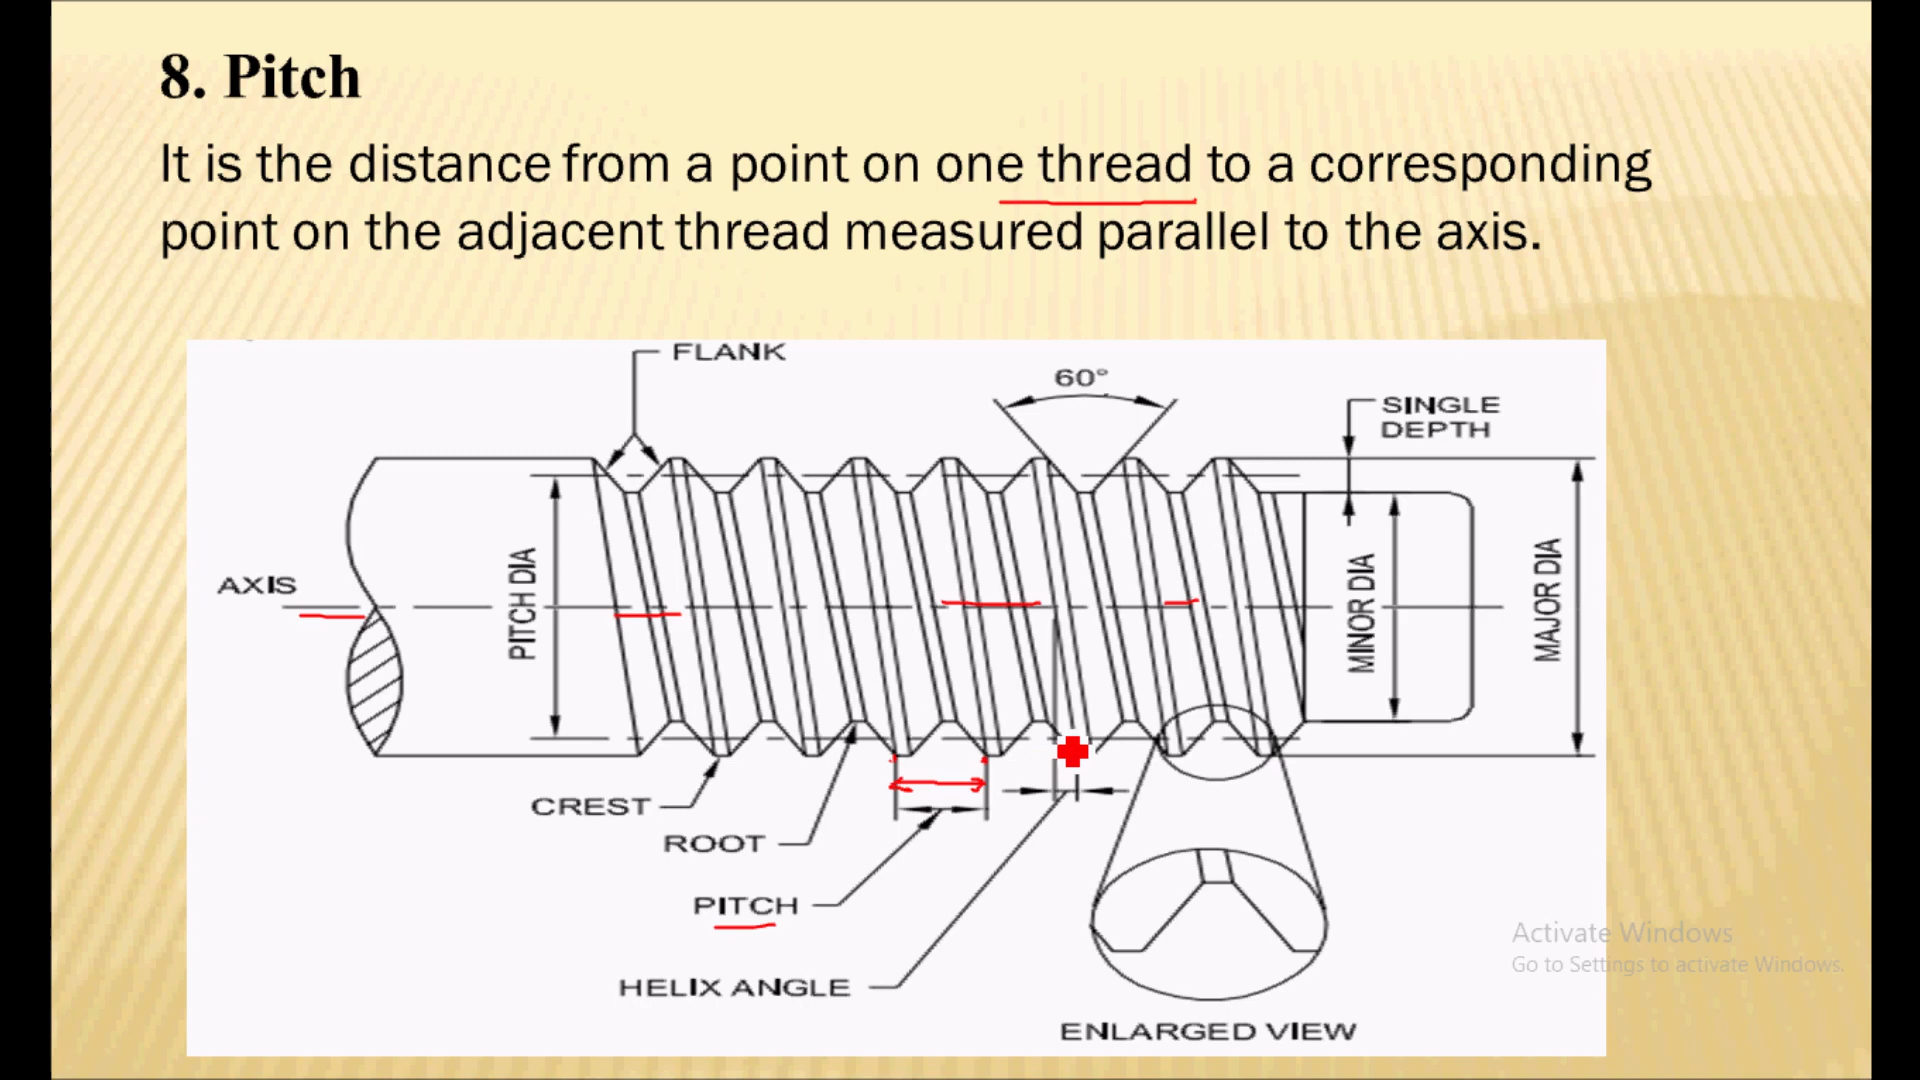 8. Pitch
It is the distance from a point on one thread to a corresponding
point on the adjacent thread measured parallel to the axis.
FLANK
60°
SINGLE
DEPTH
AXIS
PITCH DIA
MINOR DIA
MAJOR DIA
CREST
ROOT
PITCH
HELIX ANGLE
ENLARGED VIEW
Activate Windows
Go to Settings to activate Windows.